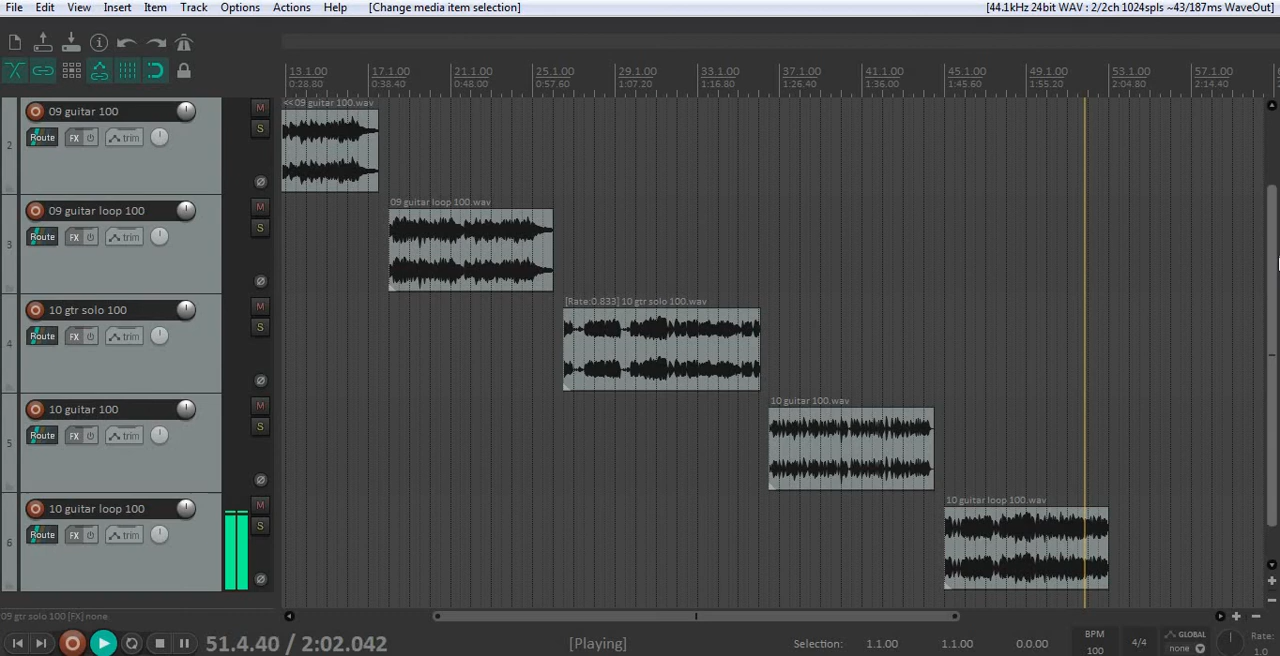 File Edit View Insert Item Track Options Actions Help [Change media item selection] [44.1kHz 24bit WAV : 2/2ch 1024spls ~43/187ms WaveOut]
13.1.00 17.1.00 21.1.00 25.1.00 29.1.00 33.1.00 37.1.00 41.1.00 45.1.00 49.1.00 53.1.00 57.1.00
0:28.80 0:38.40 0:48.00 0:57.60 1:07.20 1:16.80 1:26.40 1:36.00 1:45.60 1:55.20 2:04.80 2:14.40
<< 09 guitar 100.wav
2 09 guitar 100 M
S
Route FX trim
09 guitar loop 100.wav
3 09 guitar loop 100 M
S
Route FX trim
[Rate:0.833] 10 gtr solo 100.wav
4 10 gtr solo 100 M
S
Route FX trim
10 guitar 100.wav
5 10 guitar 100 M
S
Route FX trim
10 guitar loop 100.wav
6 10 guitar loop 100 M
S
Route FX trim
09 gtr solo 100 [FX] none
51.4.40 / 2:02.042 [Playing] Selection: 1.1.00 1.1.00 0.0.00 BPM 100 4/4 GLOBAL none Rate: 1.0